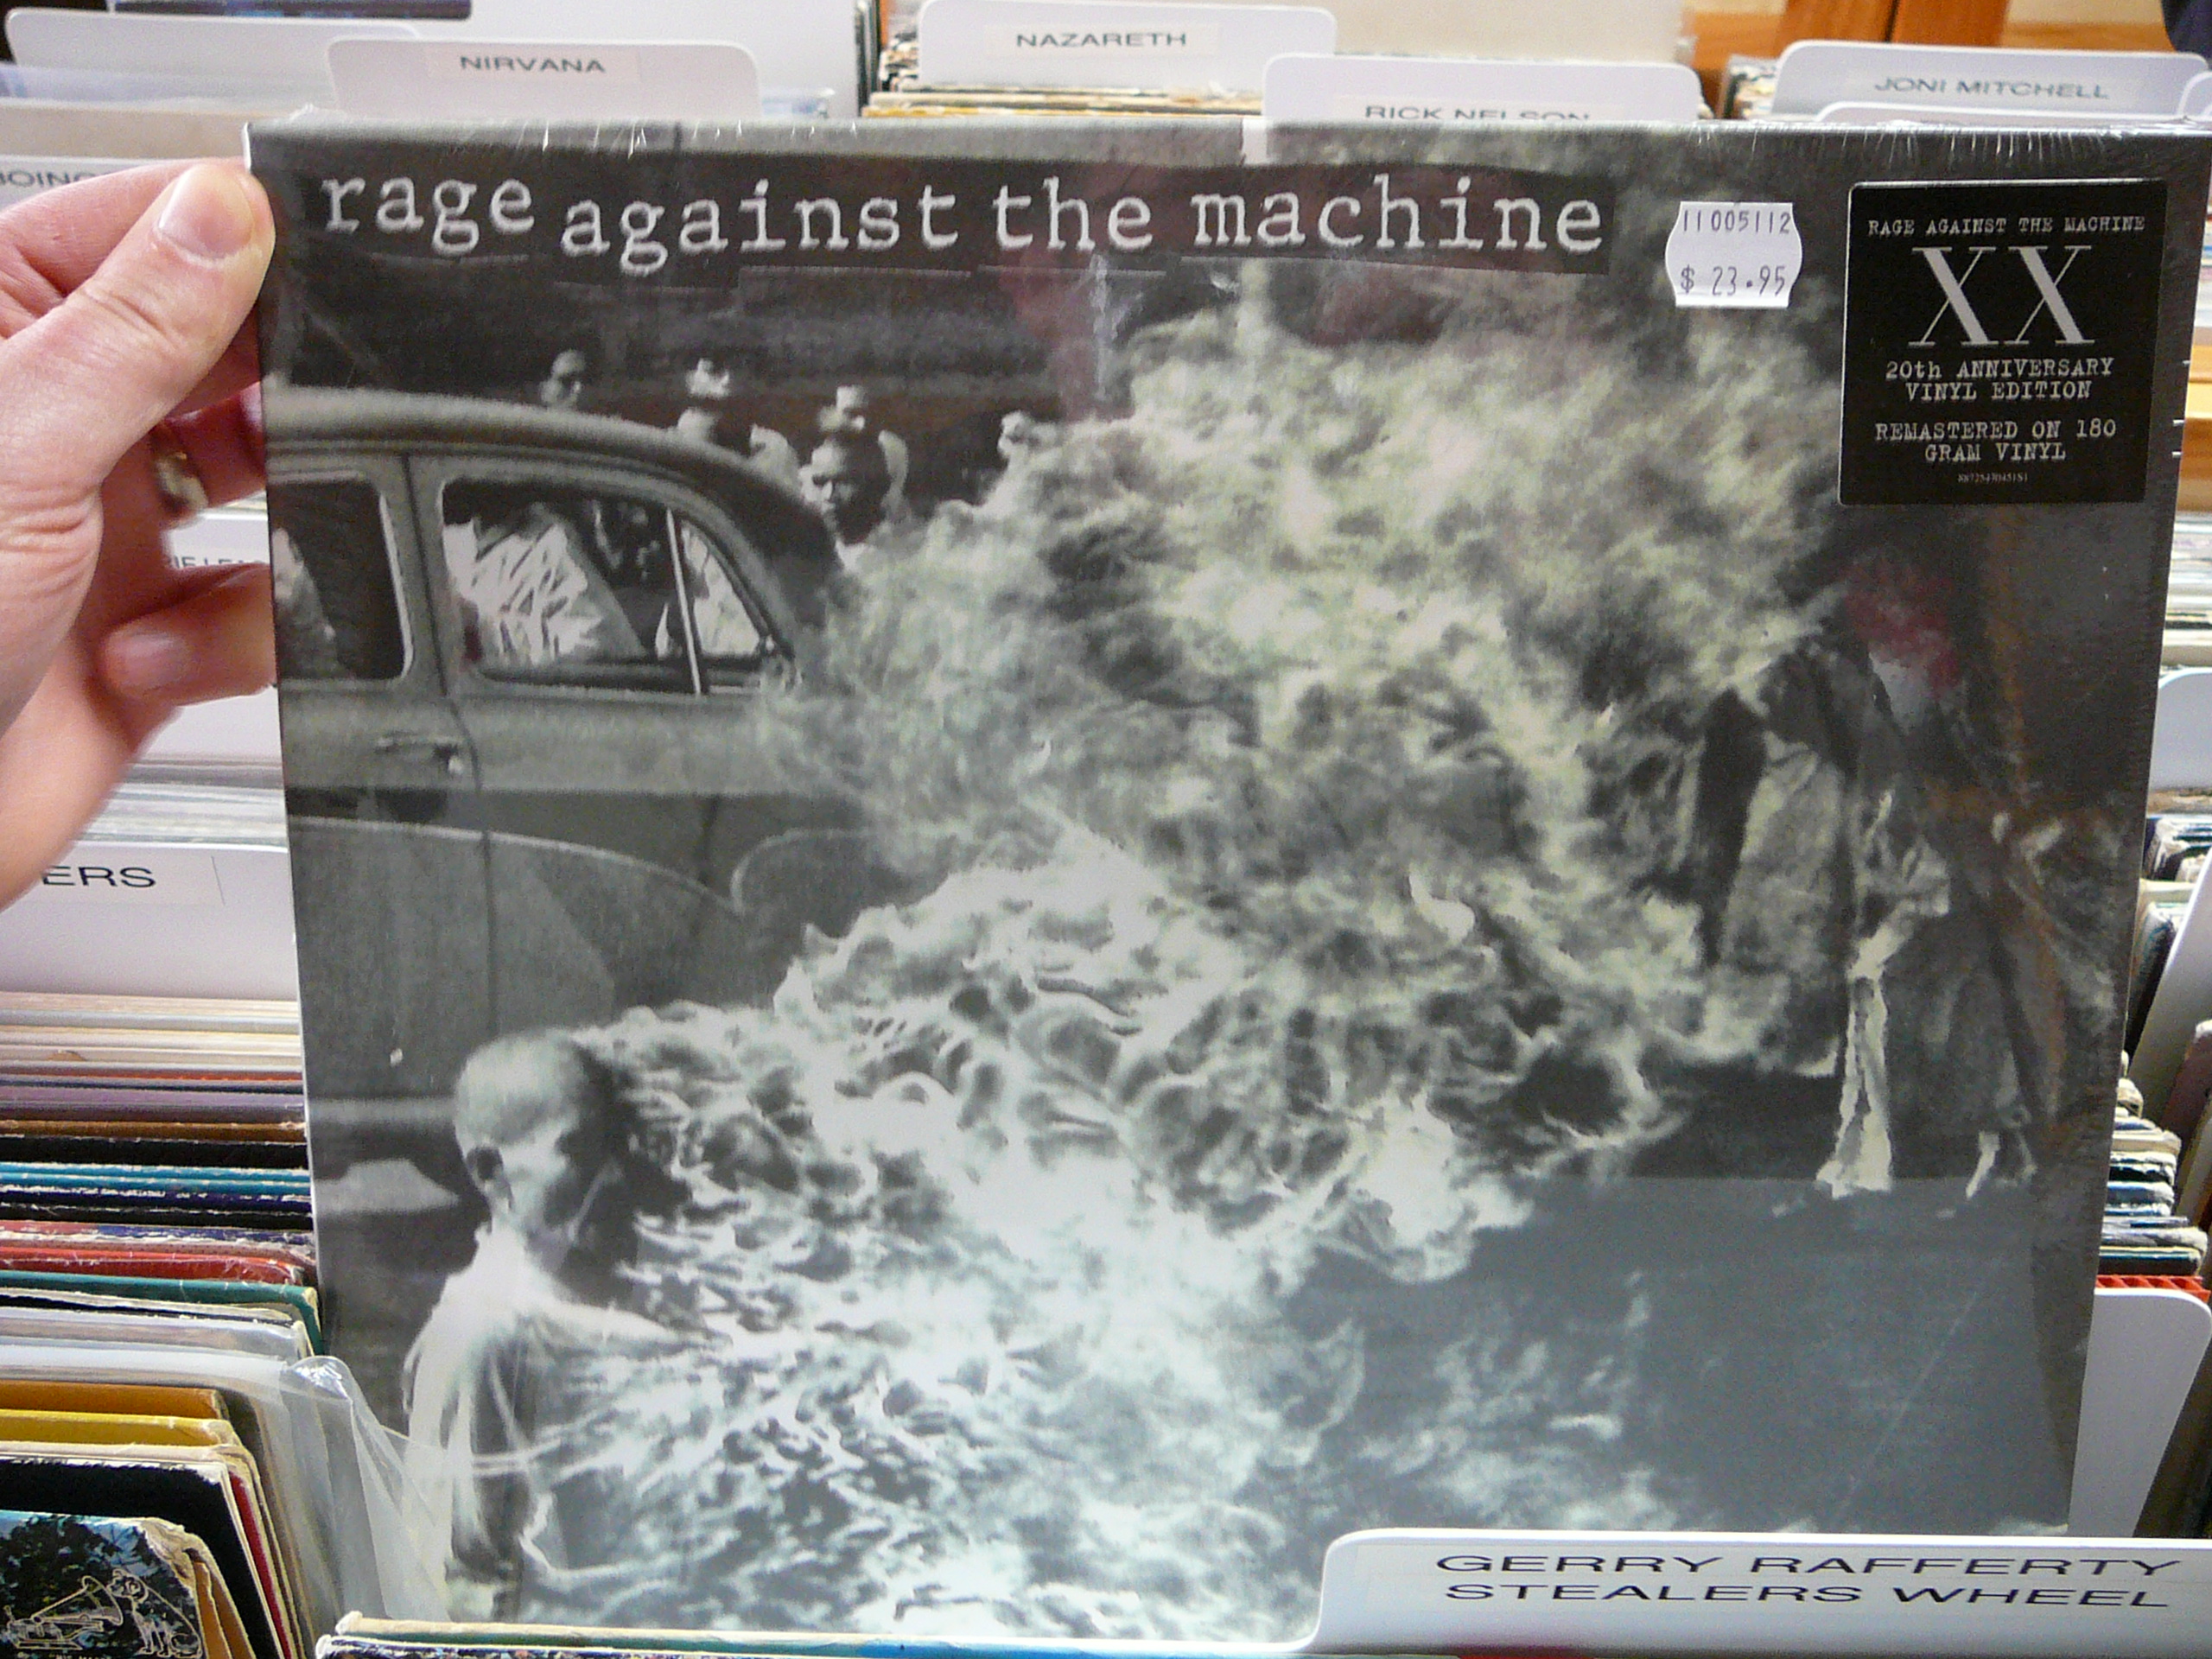 NIRVANA
NAZARETH
RICK NELSON
JONI MITCHELL
rage against the machine
11005112
$ 23.95
RAGE AGAINST THE MACHINE
XX
20th ANNIVERSARY
VINYL EDITION
REMASTERED ON 180
GRAM VINYL
ERS
GERRY RAFFERTY
STEALERS WHEEL